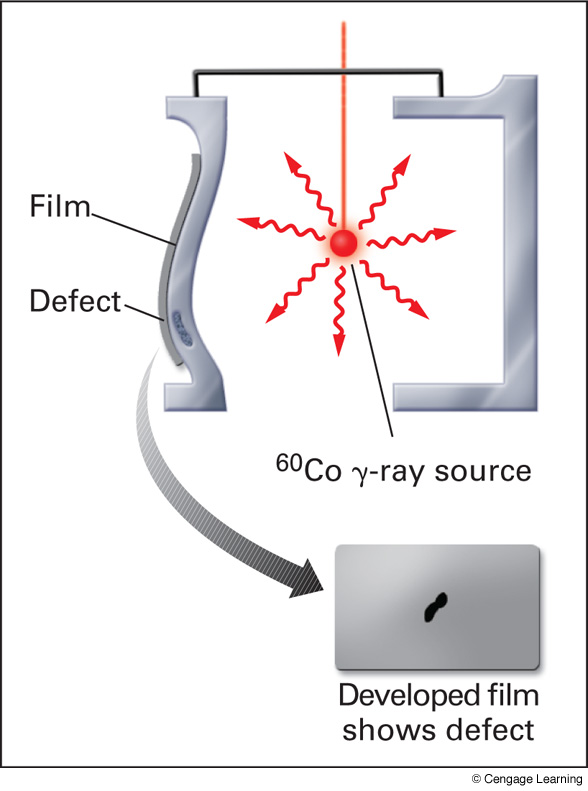 Film
Defect
⁶⁰Co γ-ray source
Developed film
shows defect
© Cengage Learning